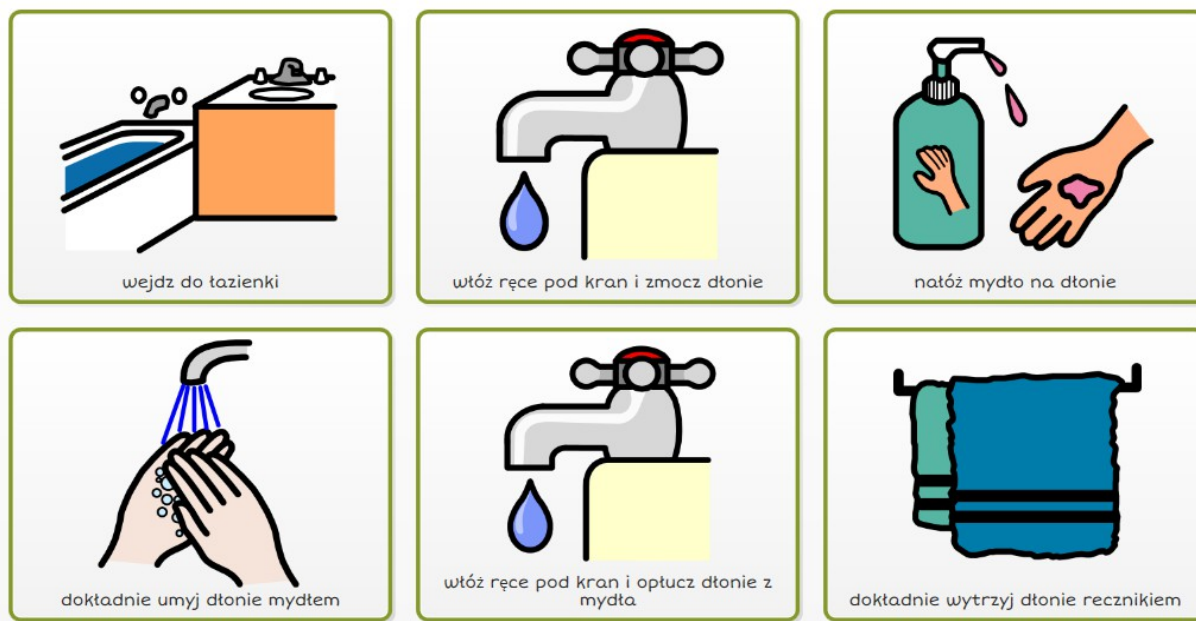 wejdz do łazienki
włóż ręce pod kran i zmocz dłonie
nałóż mydło na dłonie
dokładnie umyj dłonie mydłem
włóż ręce pod kran i opłucz dłonie z
mydła
dokładnie wytrzyj dłonie recznikiem